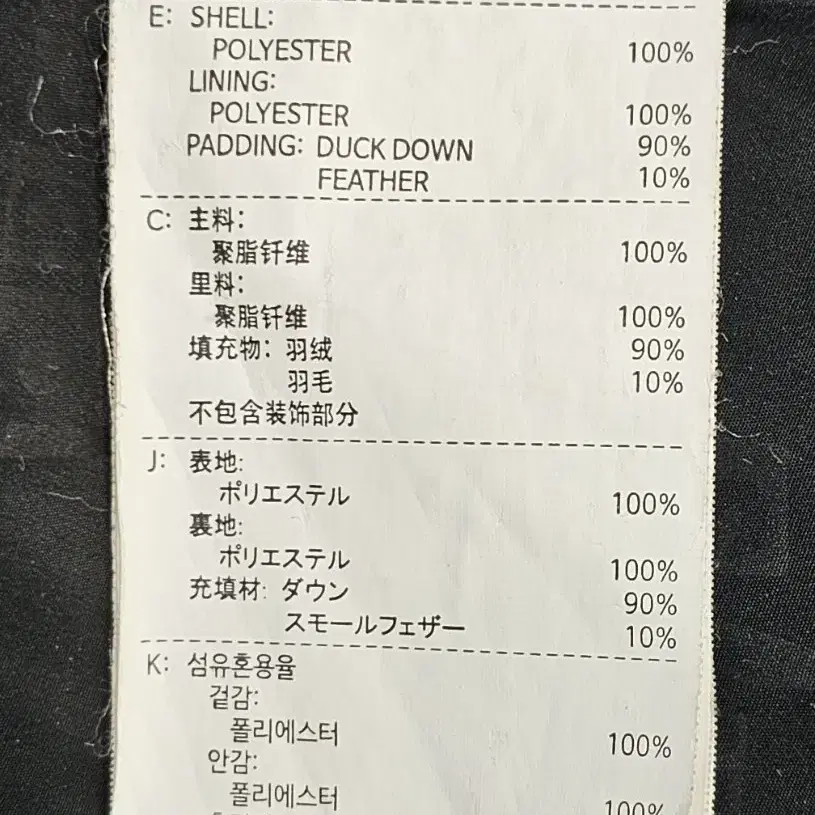 E: SHELL:
POLYESTER 100%
LINING:
POLYESTER 100%
PADDING: DUCK DOWN 90%
FEATHER 10%
C: 主料:
聚脂钎维 100%
里料:
聚脂钎维 100%
填充物: 羽绒 90%
羽毛 10%
不包含装饰部分
J: 表地:
ポリエステル 100%
裏地:
ポリエステル 100%
充填材: ダウン 90%
スモールフェザー 10%
K: 섬유혼용율
겉감:
폴리에스터 100%
안감:
폴리에스터 100%